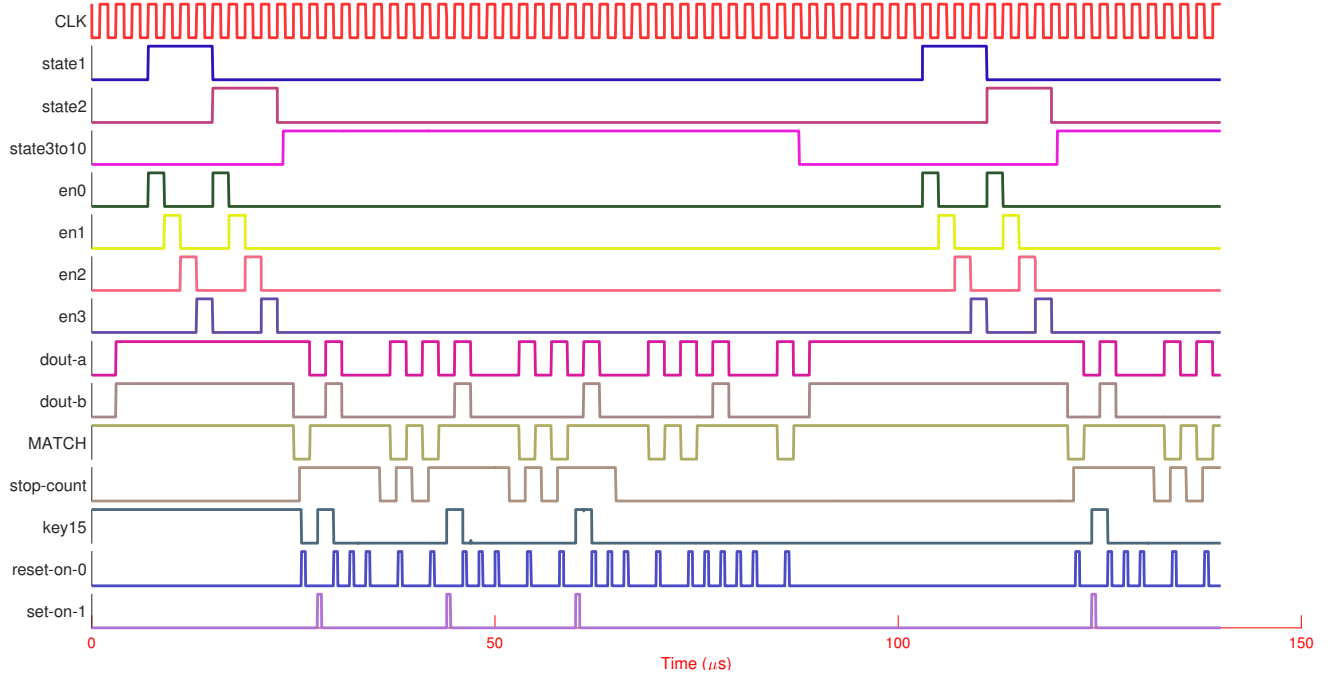 CLK
state1
state2
state3to10
en0
en1
en2
en3
dout-a
dout-b
MATCH
stop-count
key15
reset-on-0
set-on-1
0 50 100 150
Time (μs)